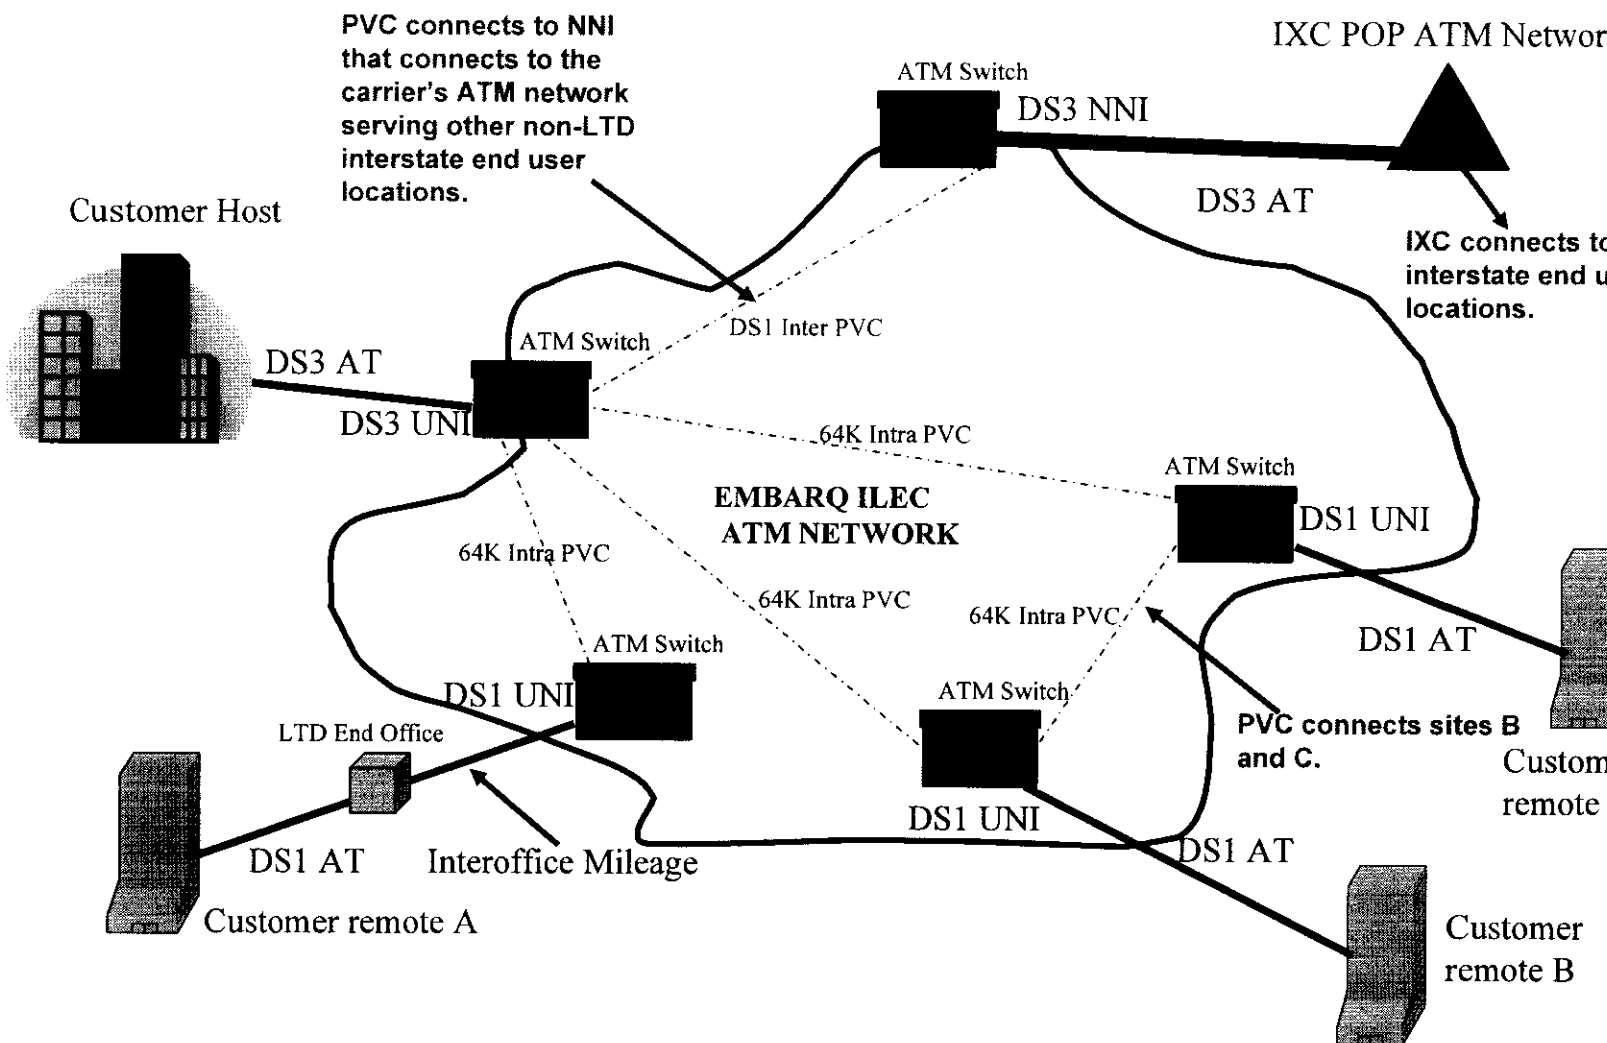 PVC connects to NNI
that connects to the
carrier's ATM network
serving other non-LTD
interstate end user
locations.
IXC POP ATM Networ
ATM Switch
DS3 NNI
DS3 AT
IXC connects to
interstate end u
locations.
Customer Host
DS3 AT
DS3 UNI
ATM Switch
DS1 Inter PVC
64K Intra PVC
ATM Switch
DS1 UNI
EMBARQ ILEC
ATM NETWORK
64K Intra PVC
64K Intra PVC
64K Intra PVC
DS1 AT
ATM Switch
DS1 UNI
LTD End Office
ATM Switch
PVC connects sites B
and C.
Custom
remote
DS1 UNI
DS1 AT
DS1 AT
Interoffice Mileage
Customer remote A
Customer
remote B